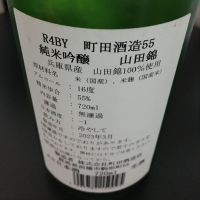 R4BY 町田酒造55
純米吟醸 山田錦
兵庫県産 山田錦100%使用
原材料名 米(国産)、米麹(国産米)
アルコール 16度
精米歩合 55%
内容量 720ml
無濾過
-1
冷やして
2023年3月